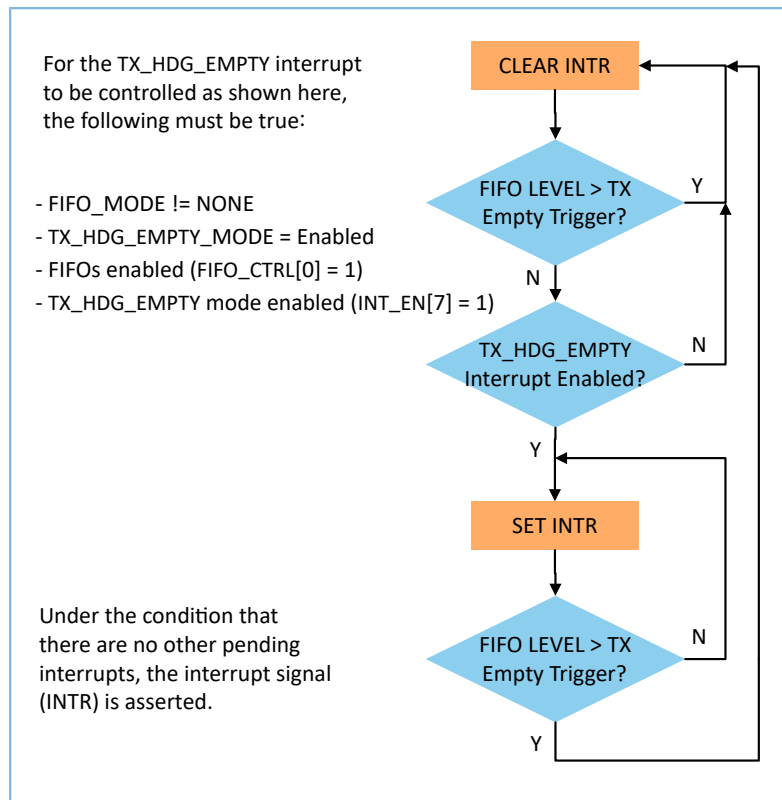 For the TX_HDG_EMPTY interrupt
to be controlled as shown here,
the following must be true:
- FIFO_MODE != NONE
- TX_HDG_EMPTY_MODE = Enabled
- FIFOs enabled (FIFO_CTRL[0] = 1)
- TX_HDG_EMPTY mode enabled (INT_EN[7] = 1)
CLEAR INTR
FIFO LEVEL > TX
Empty Trigger?
Y
N
TX_HDG_EMPTY
Interrupt Enabled?
N
Y
SET INTR
FIFO LEVEL > TX
Empty Trigger?
N
Y
Under the condition that
there are no other pending
interrupts, the interrupt signal
(INTR) is asserted.